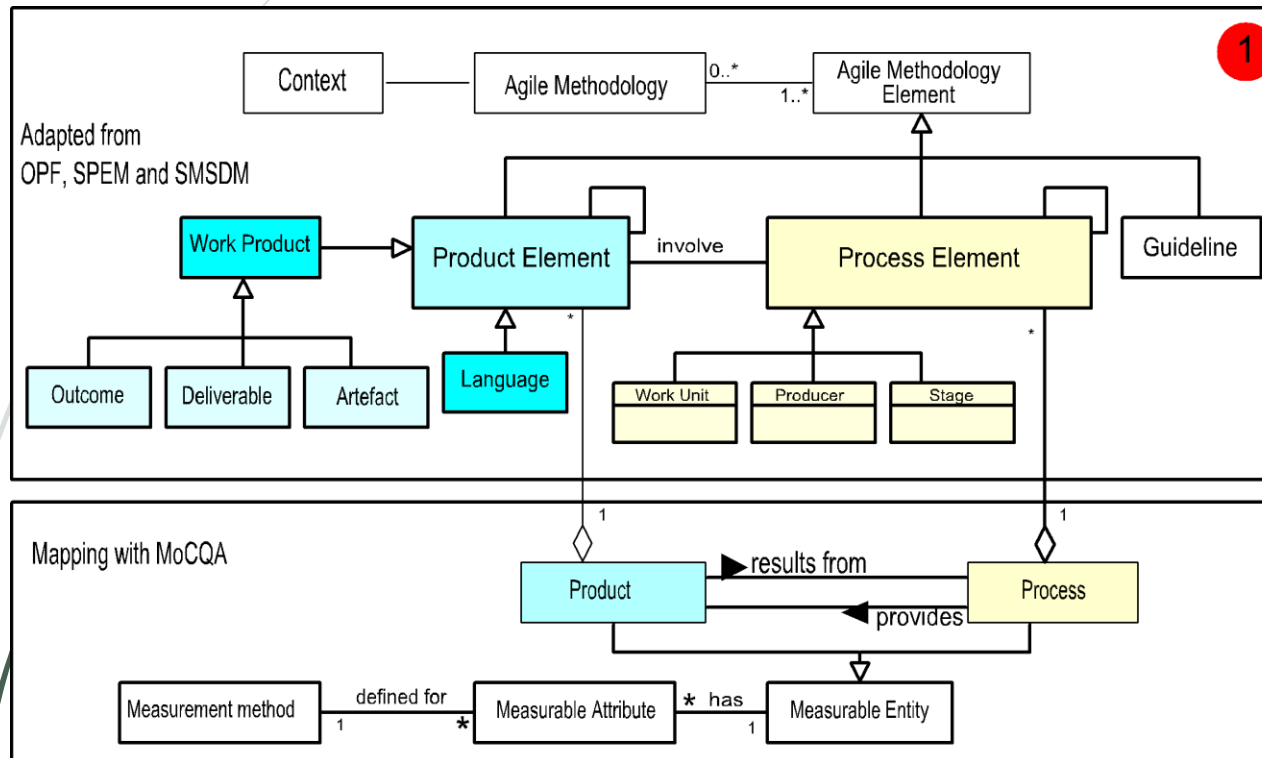 1
Context
Agile Methodology
0..*
1..*
Agile Methodology
Element
Adapted from
OPF, SPEM and SMSDM
Work Product
Product Element
involve
Process Element
Guideline
*
*
Outcome
Deliverable
Artefact
Language
Work Unit
Producer
Stage
1
1
Mapping with MoCQA
Product
results from
provides
Process
Measurement method
defined for
1
*
Measurable Attribute
*
has
1
Measurable Entity